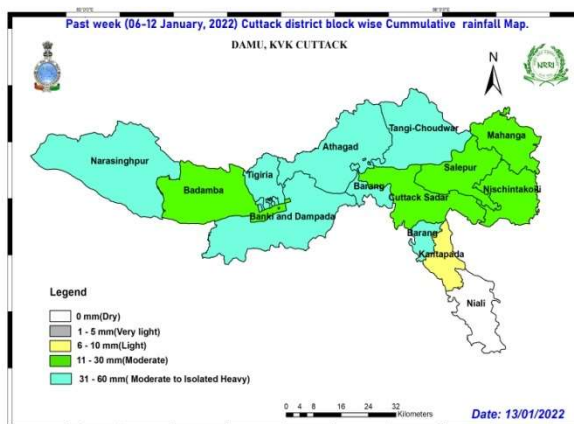 Past week (06-12 January, 2022) Cuttack district block wise Cummulative rainfall Map.
DAMU, KVK CUTTACK
NRRI
N
Tangi-Choudwar
Mahanga
Athagad
Narasinghpur
Salepur
Tigiria
Badamba
Barang
Nischintakoili
Cuttack Sadar
Banki and Dampada
Barang
Kantapada
Niali
Legend
0 mm(Dry)
1 - 5 mm(Very light)
6 - 10 mm(Light)
11 - 30 mm(Moderate)
31 - 60 mm( Moderate to Isolated Heavy)
0 4 8 16 24 32
Kilometers
Date: 13/01/2022